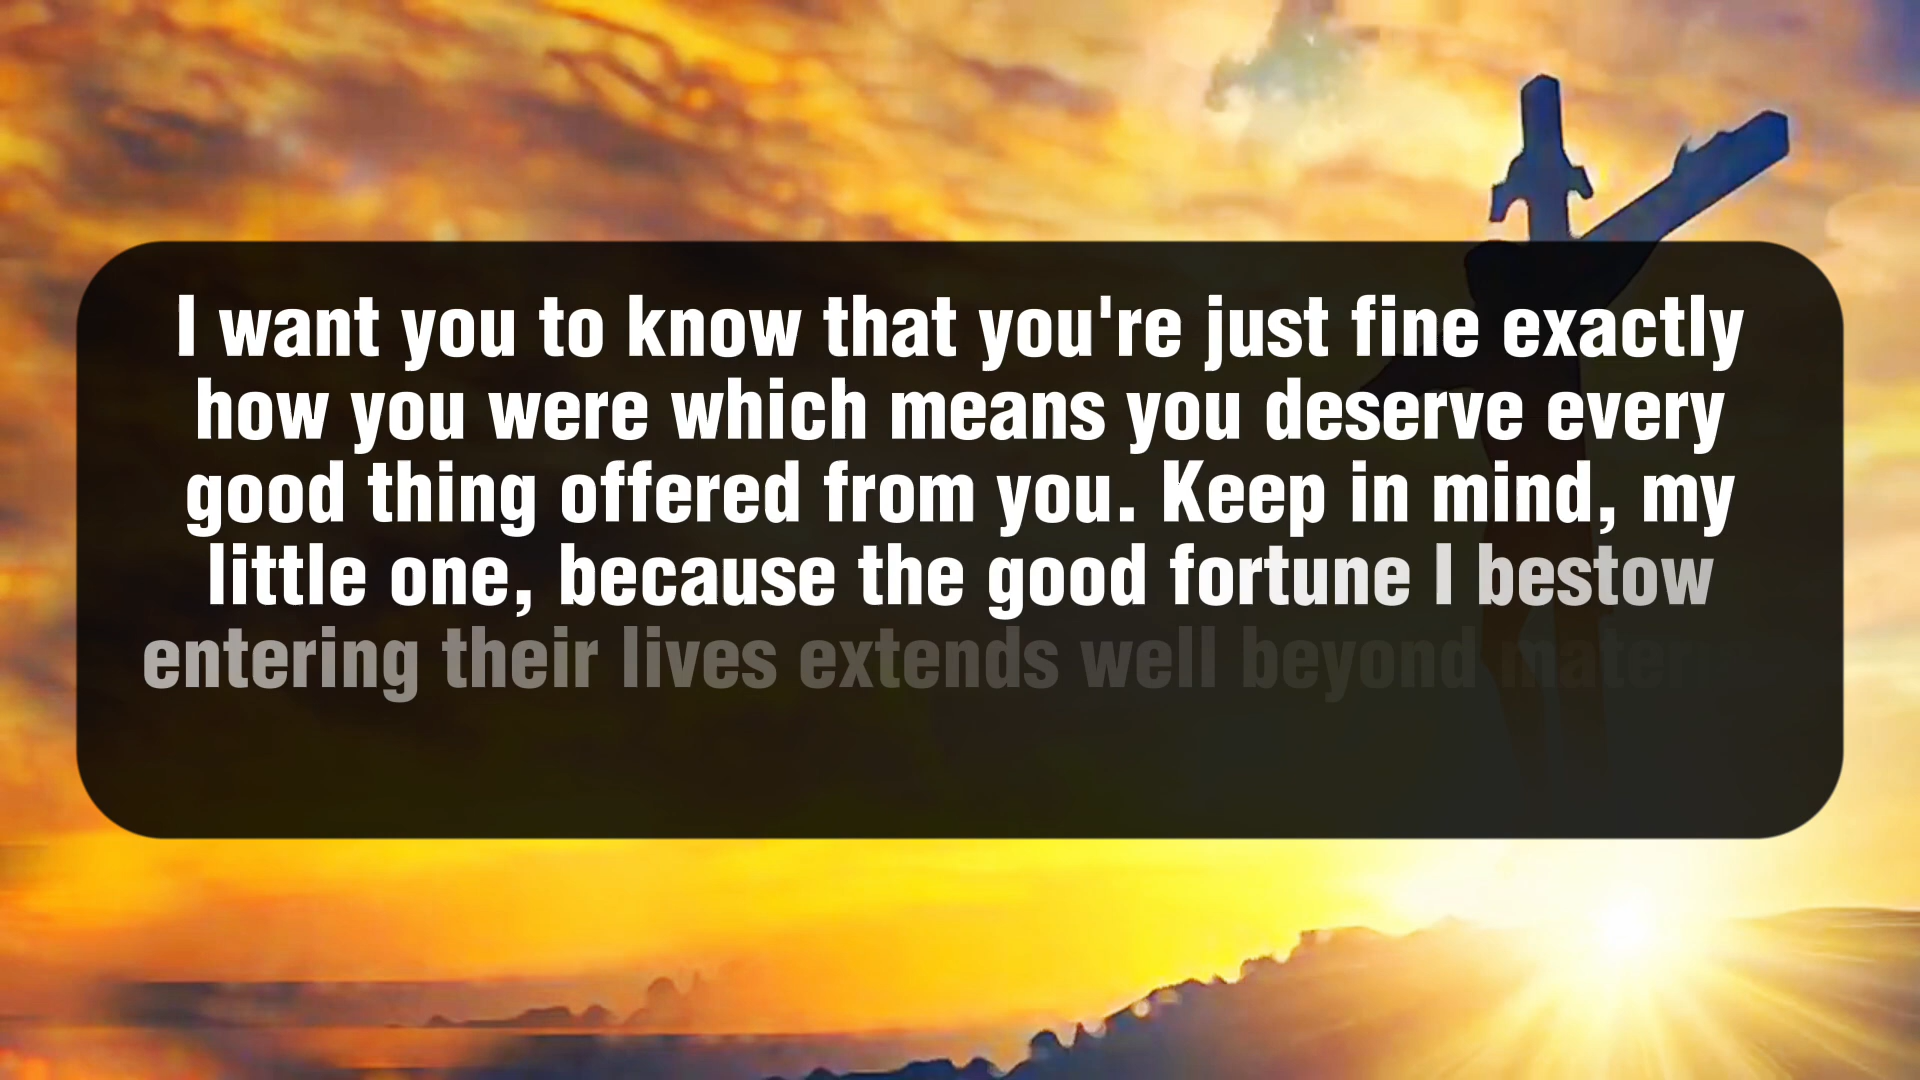 I want you to know that you're just fine exactly
how you were which means you deserve every
good thing offered from you. Keep in mind, my
little one, because the good fortune I bestow
entering their lives extends well beyond